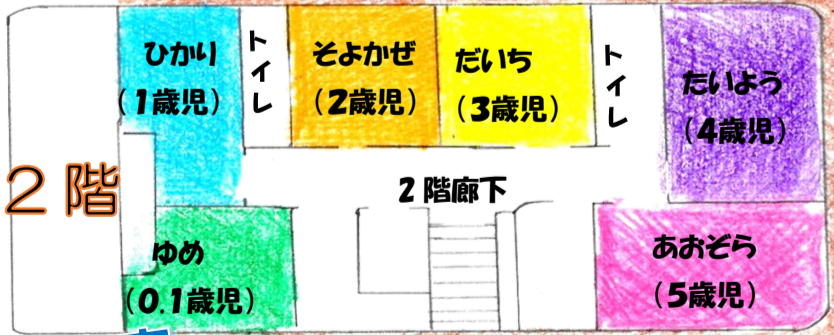 ひかり
（1歳児）
トイレ
そよかぜ
（2歳児）
だいち
（3歳児）
トイレ
たいよう
（4歳児）
2階
2階廊下
ゆめ
（0.1歳児）
あおぞら
（5歳児）